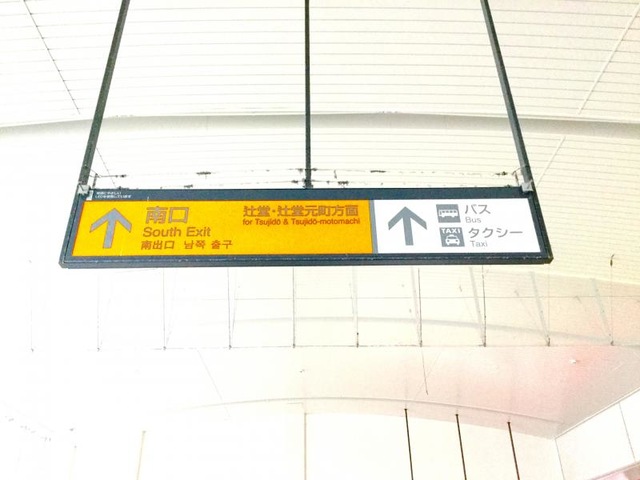 南口
South Exit
南出口 남쪽 출구
辻堂・辻堂元町方面
for Tsujidō & Tsujidō-motomachi
バス
Bus
TAXI
タクシー
Taxi